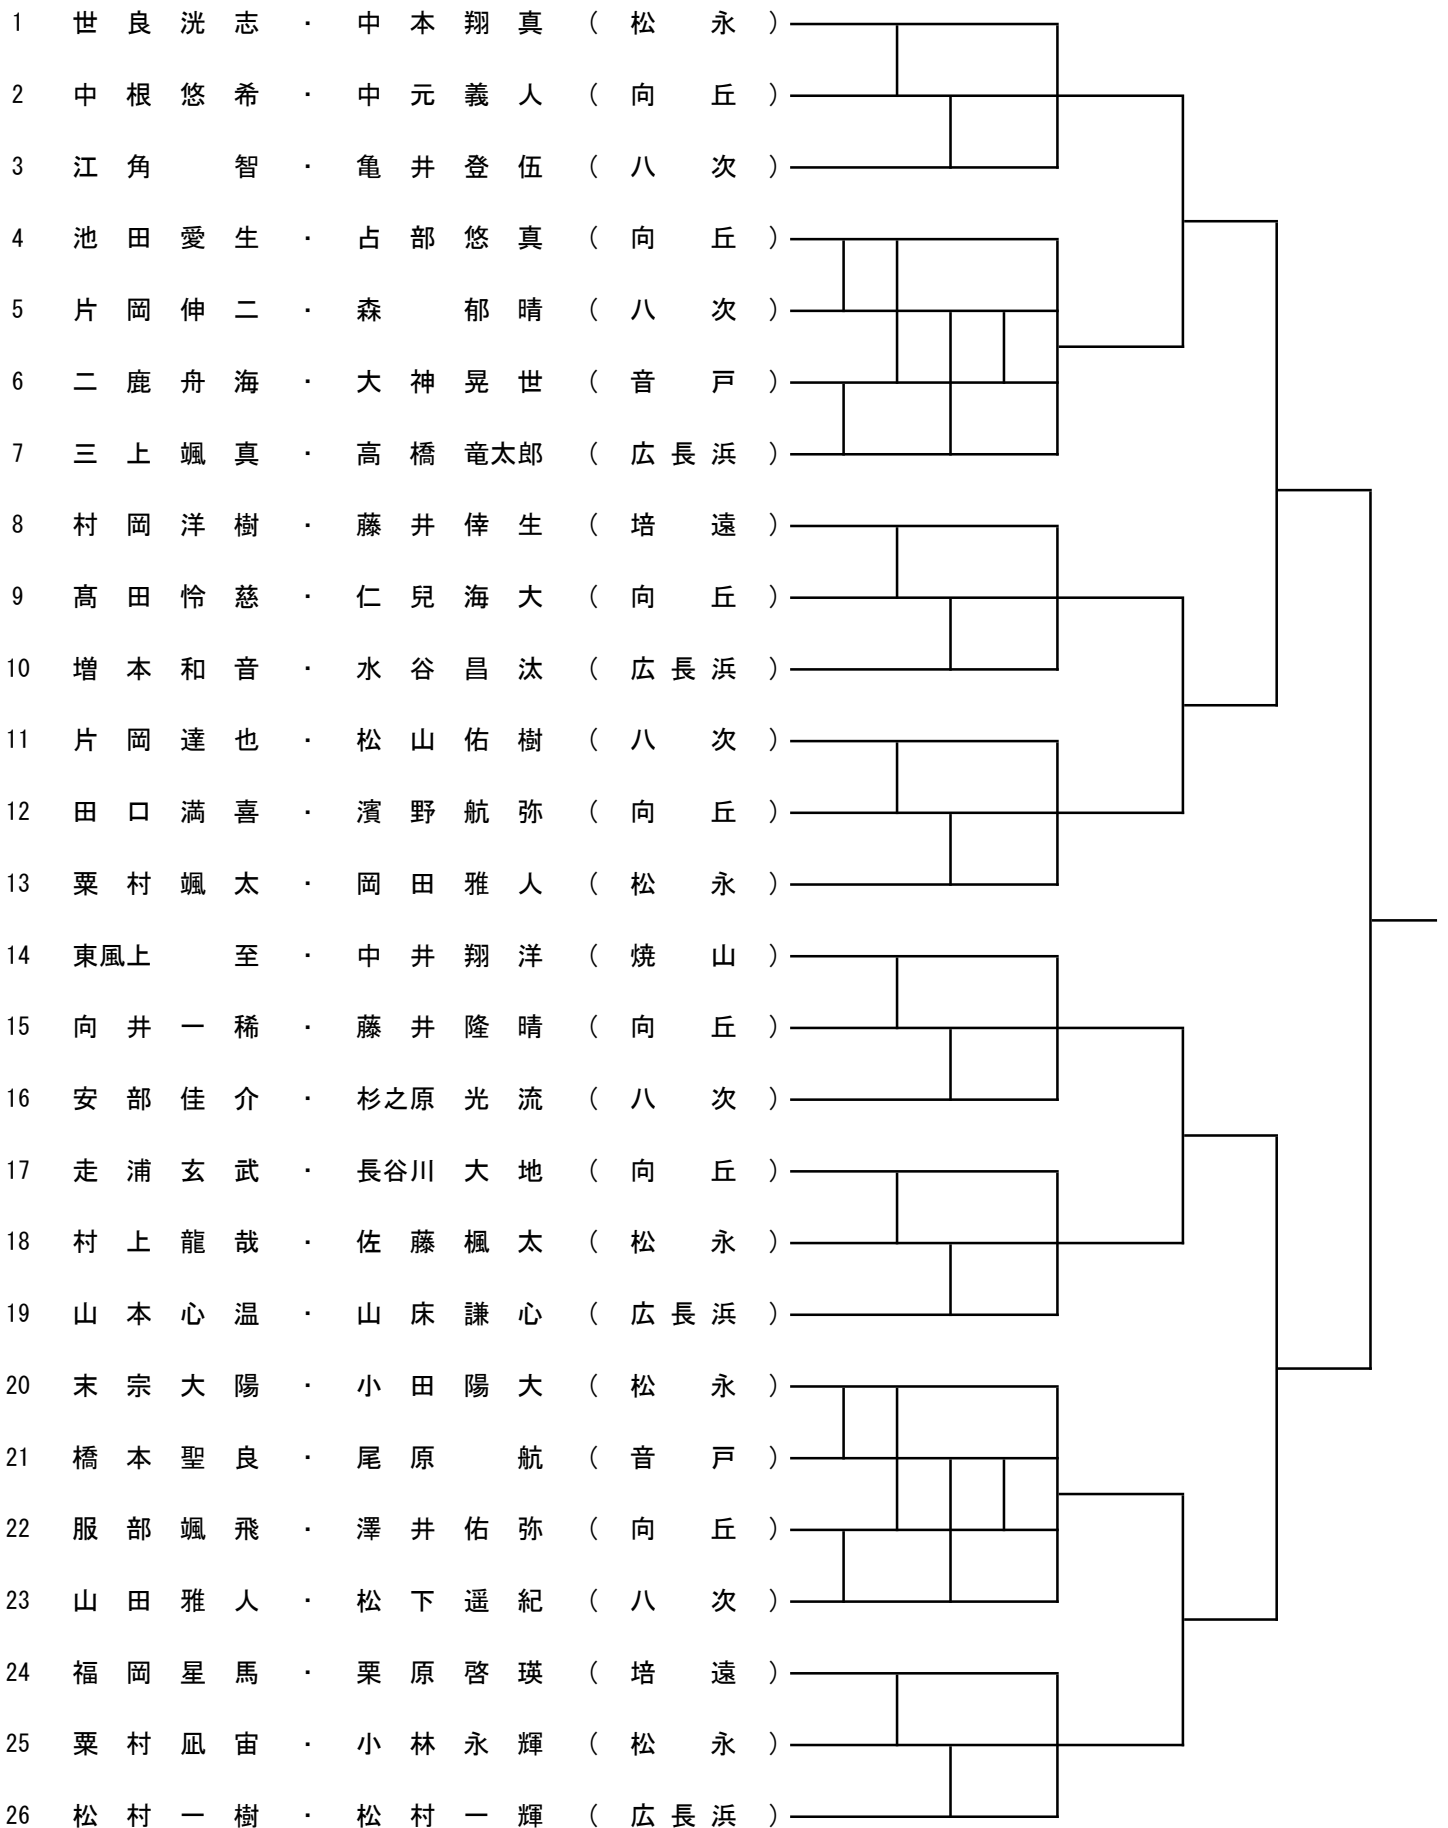 1 世良洸志・中本翔真(松永)
2 中根悠希・中元義人(向丘)
3 江角智・亀井登伍(八次)
4 池田愛生・占部悠真(向丘)
5 片岡伸二・森郁晴(八次)
6 二鹿舟海・大神晃世(音戸)
7 三上颯真・高橋竜太郎(広長浜)
8 村岡洋樹・藤井倖生(培遠)
9 髙田怜慈・仁兒海大(向丘)
10 増本和音・水谷昌汰(広長浜)
11 片岡達也・松山佑樹(八次)
12 田口満喜・濱野航弥(向丘)
13 粟村颯太・岡田雅人(松永)
14 東風上至・中井翔洋(焼山)
15 向井一稀・藤井隆晴(向丘)
16 安部佳介・杉之原光流(八次)
17 走浦玄武・長谷川大地(向丘)
18 村上龍哉・佐藤楓太(松永)
19 山本心温・山床謙心(広長浜)
20 末宗大陽・小田陽大(松永)
21 橋本聖良・尾原航(音戸)
22 服部颯飛・澤井佑弥(向丘)
23 山田雅人・松下遥紀(八次)
24 福岡星馬・栗原啓瑛(培遠)
25 粟村凪宙・小林永輝(松永)
26 松村一樹・松村一輝(広長浜)